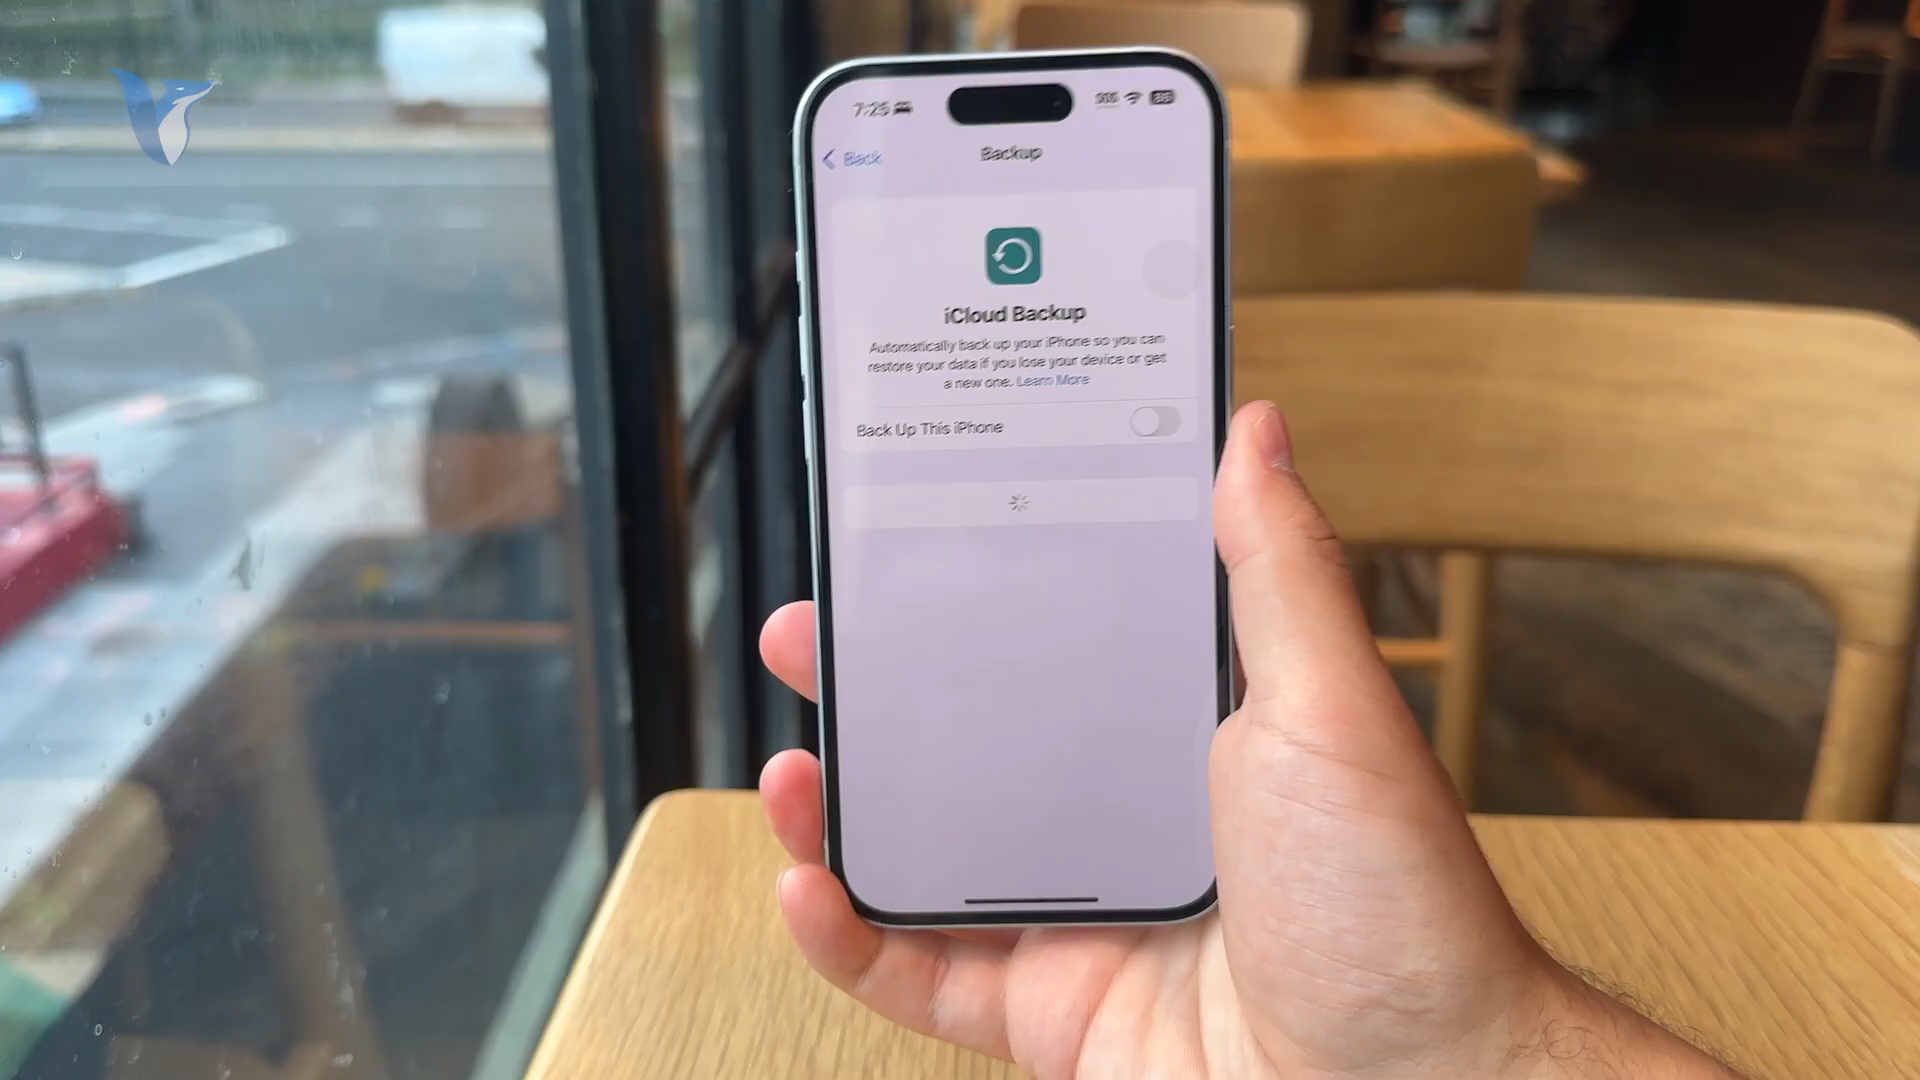 7:25
SOS
Back
Backup
iCloud Backup
Automatically back up your iPhone so you can
restore your data if you lose your device or get
a new one. Learn More
Back Up This iPhone